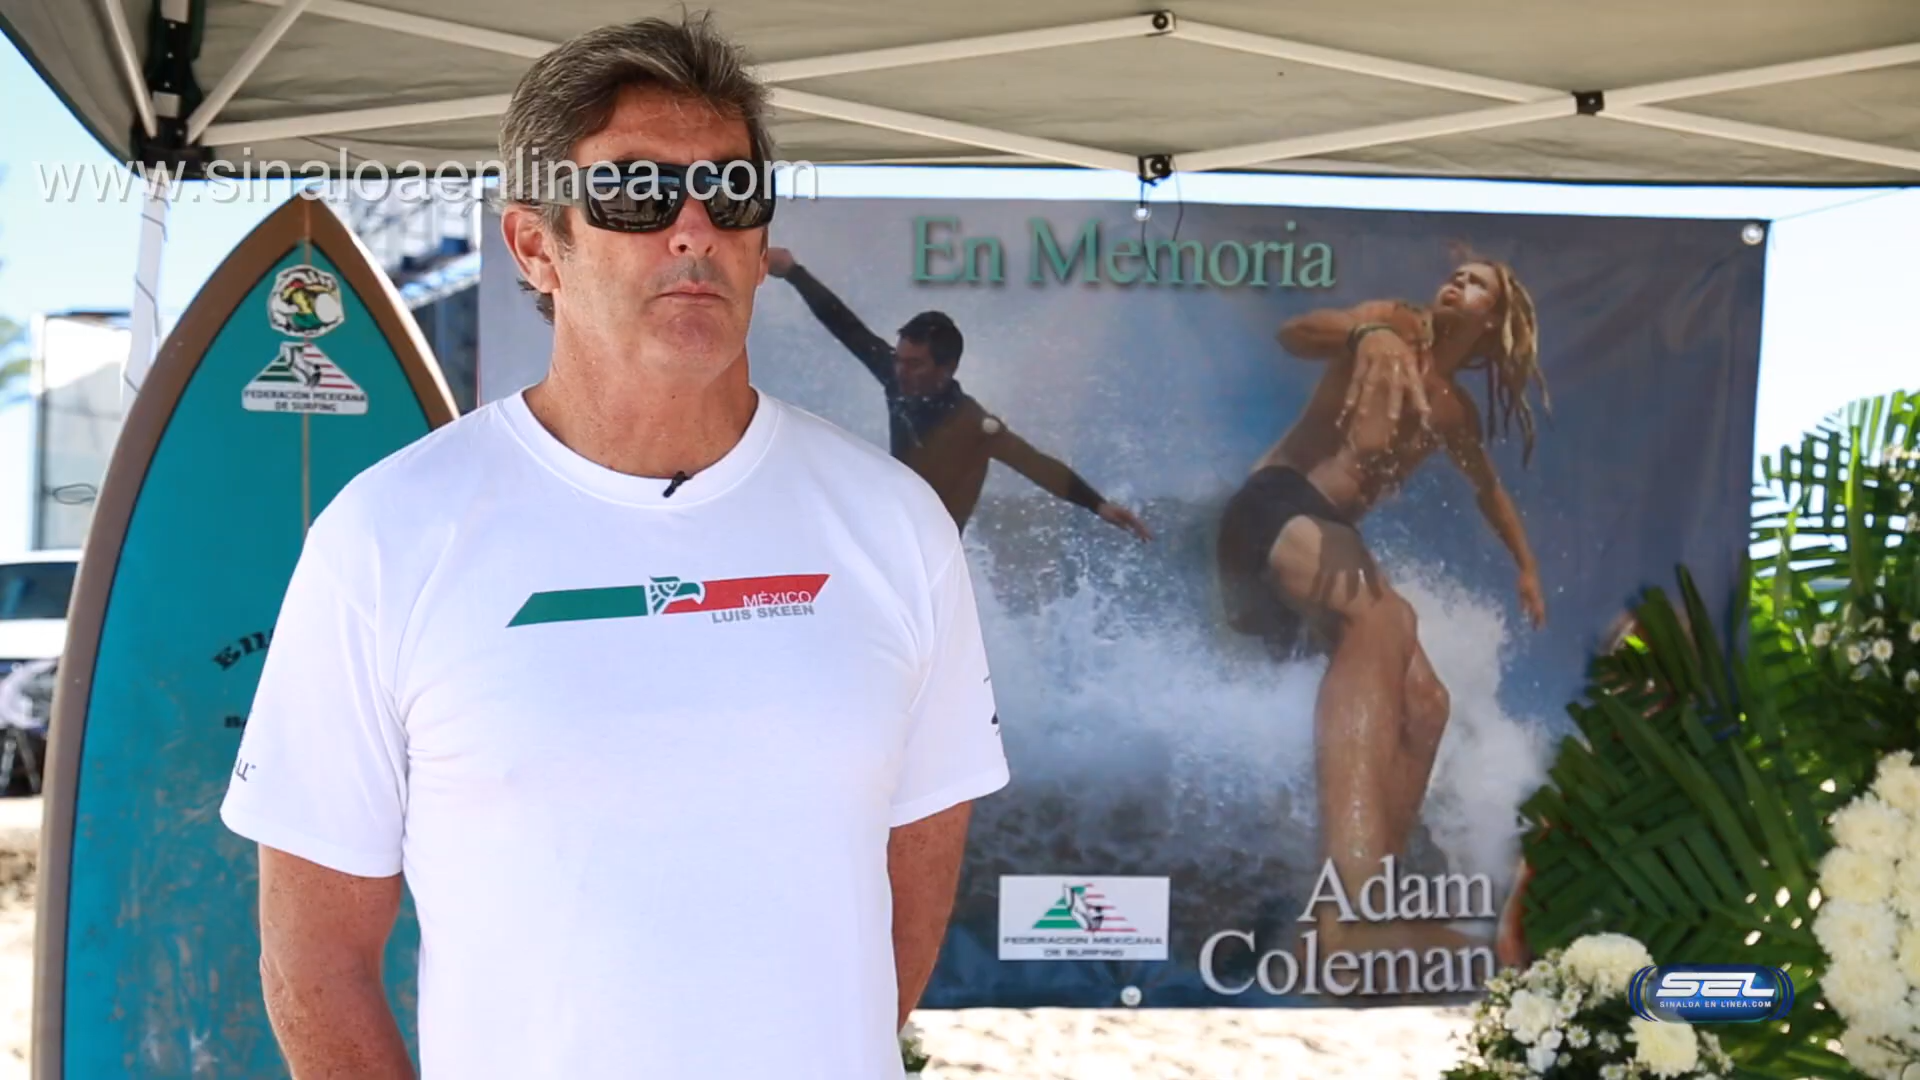 www.sinaloaenlinea.com
En Memoria
FEDERACION MEXICANA
DE SURFING
MÉXICO
LUIS SKEEN
Adam
Coleman
FEDERACION MEXICANA
DE SURFING
SEL
SINALOA EN LINEA.COM